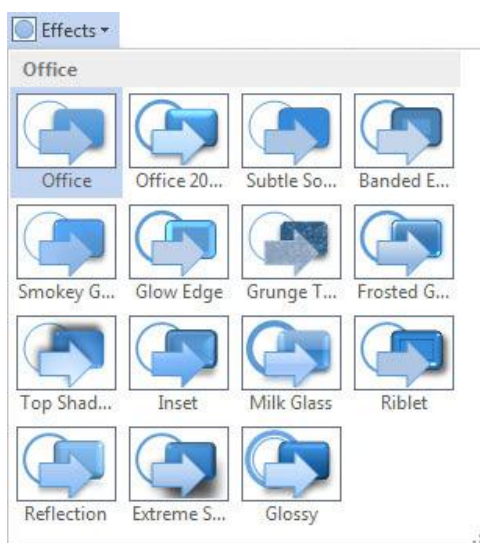 Effects
Office
Office Office 20... Subtle So... Banded E...
Smokey G... Glow Edge Grunge T... Frosted G...
Top Shad... Inset Milk Glass Riblet
Reflection Extreme S... Glossy